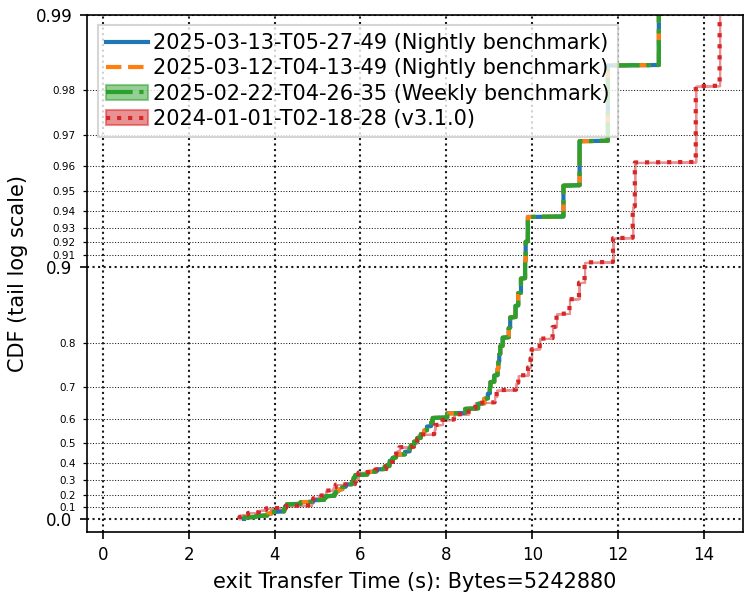 0.99
2025-03-13-T05-27-49 (Nightly benchmark)
2025-03-12-T04-13-49 (Nightly benchmark)
2025-02-22-T04-26-35 (Weekly benchmark)
2024-01-01-T02-18-28 (v3.1.0)
0.98
0.97
0.96
0.95
0.94
0.93
0.92
0.91
0.9
0.8
0.7
0.6
0.5
0.4
0.3
0.2
0.1
0.0
CDF (tail log scale)
0 2 4 6 8 10 12 14
exit Transfer Time (s): Bytes=5242880